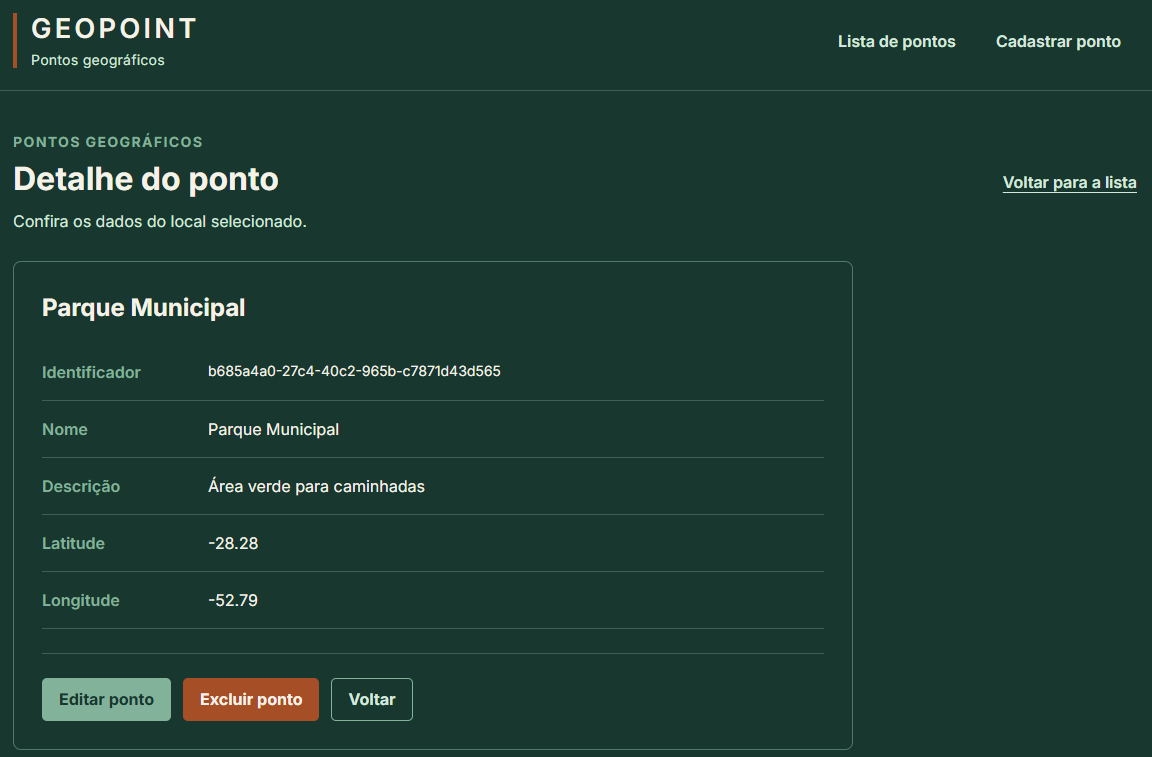 GEOPOINT
Pontos geográficos
Lista de pontos
Cadastrar ponto
PONTOS GEOGRÁFICOS
Detalhe do ponto
Voltar para a lista
Confira os dados do local selecionado.
Parque Municipal
Identificador b685a4a0-27c4-40c2-965b-c7871d43d565
Nome Parque Municipal
Descrição Área verde para caminhadas
Latitude -28.28
Longitude -52.79
Editar ponto
Excluir ponto
Voltar